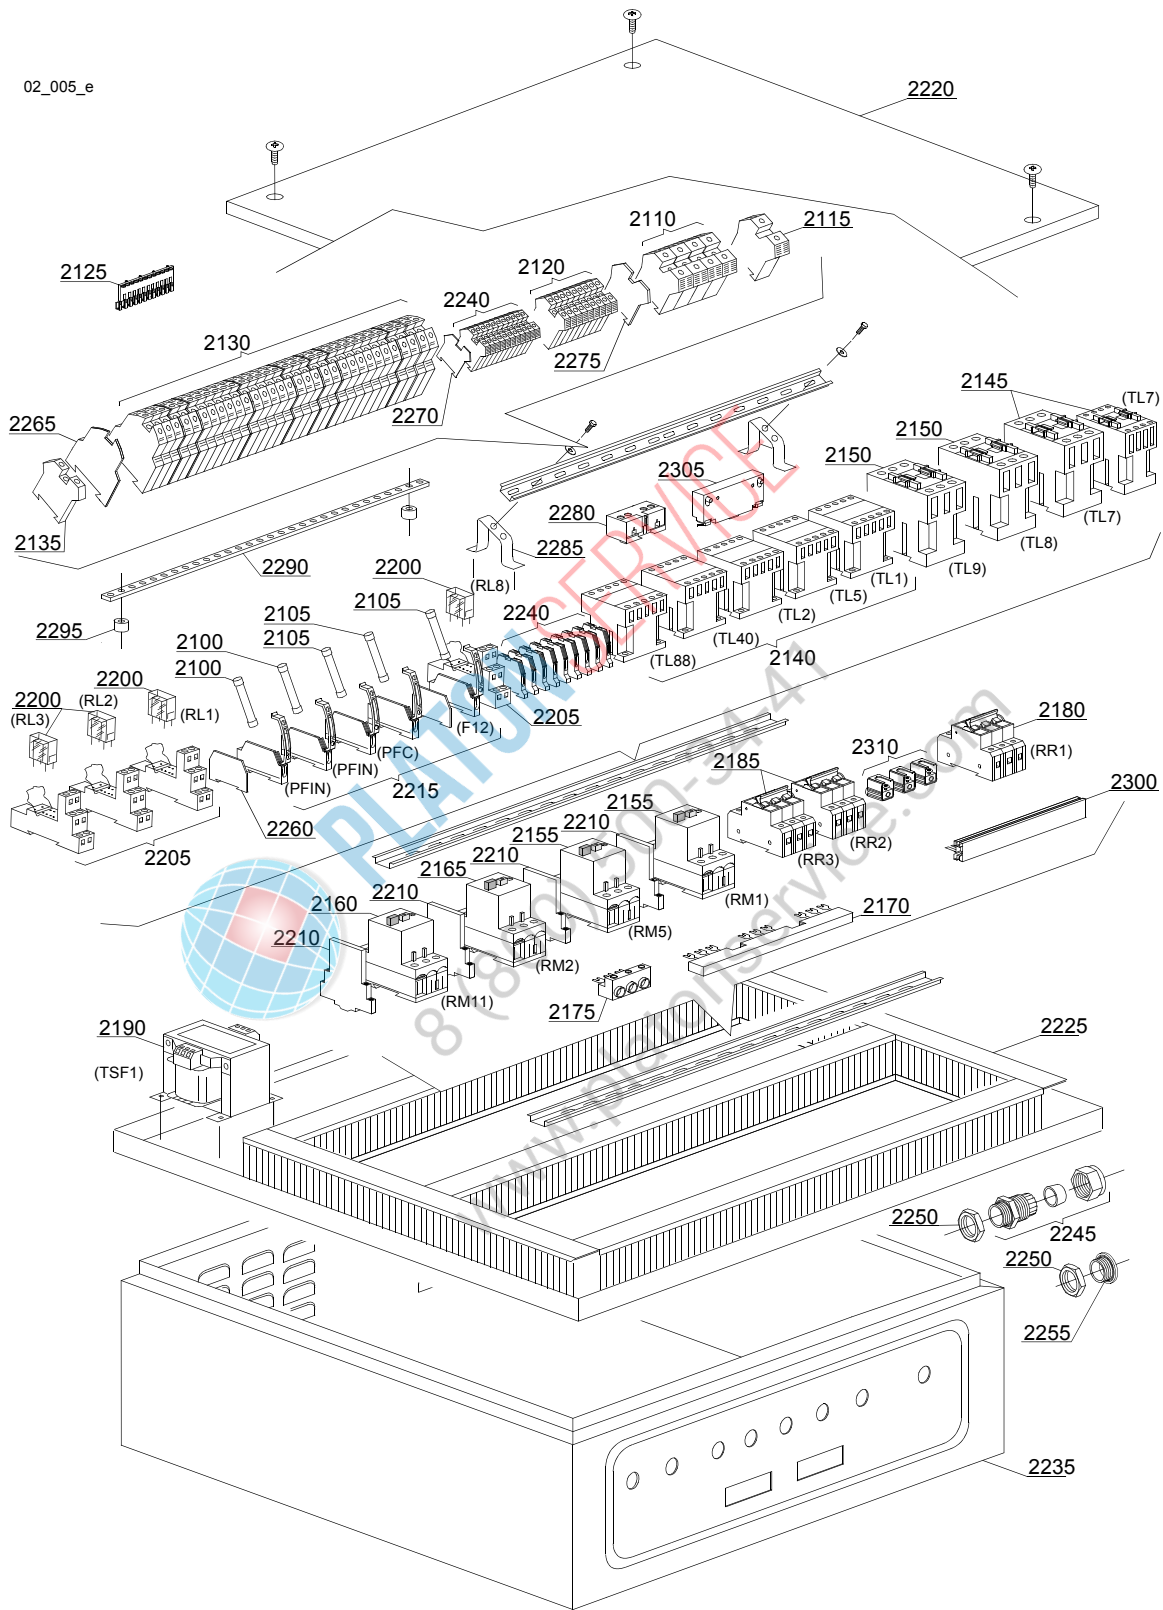 02_005_e
2220
2110
2115
2125
2120
2240
2130
2275
2145
(TL7)
2270
2265
2150
2150
2305
(TL7)
2280
2135
2285
(TL8)
2290
2200
(RL8)
(TL9)
2105
(TL1)
2240
(TL5)
2295
2105
(TL2)
2105
(TL40)
2100
(TL88)
2100
2140
2200
2200
(RL2)
(RL1)
(RL3)
(F12)
2205
2180
(PFC)
2310
(RR1)
(PFIN)
2185
(PFIN)
2215
2300
2155
2260
2210
2155
(RR2)
2205
2210
(RR3)
2165
2210
(RM1)
2160
2170
2210
(RM5)
(RM2)
(RM11)
2175
2190
2225
(TSF1)
2250
2245
2250
2255
2235
PLATON SERVICE
8 (800) 500-34-41
www.platonservice.com